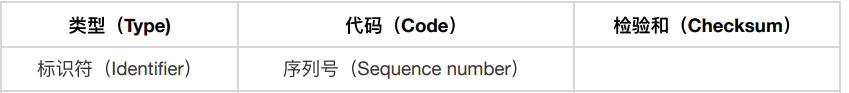 类型（Type) 代码（Code） 检验和（Checksum）
标识符（Identifier） 序列号（Sequence number）